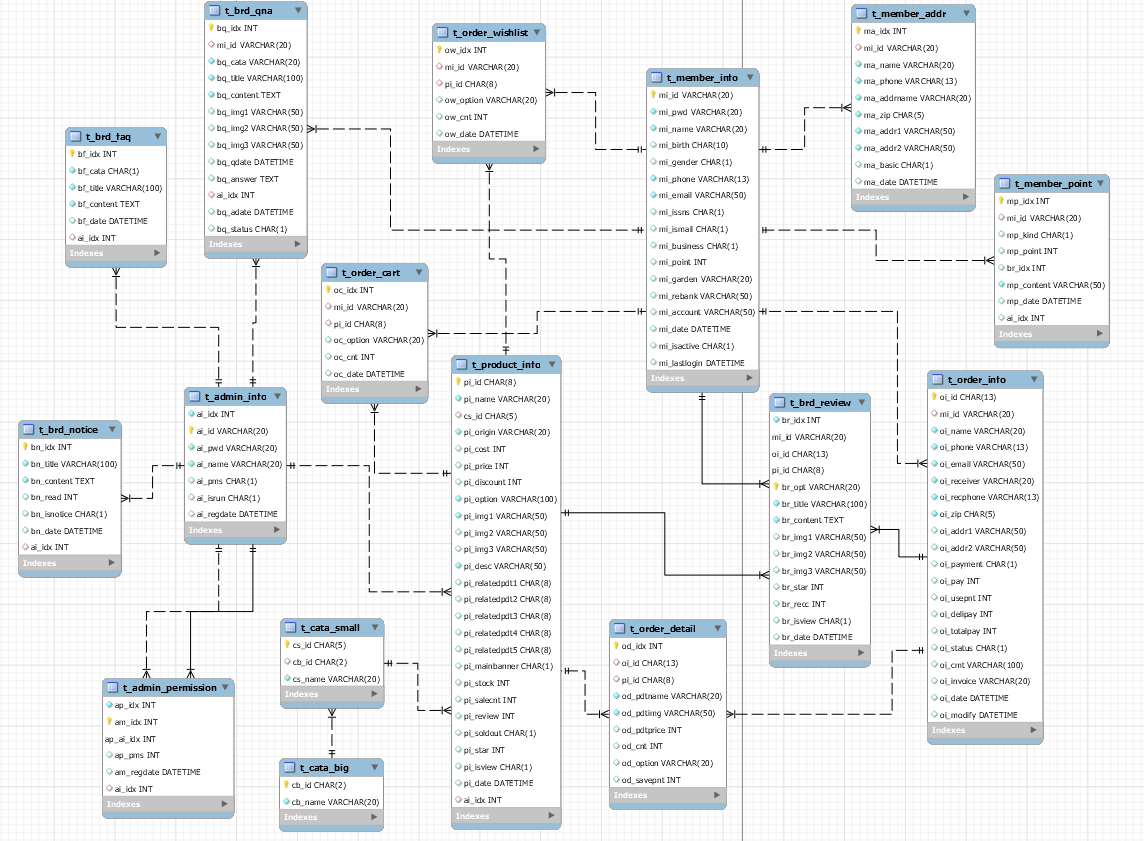 t_brd_qna
bq_idx INT
mi_id VARCHAR(20)
bq_cata VARCHAR(20)
bq_title VARCHAR(100)
bq_content TEXT
bq_img1 VARCHAR(50)
bq_img2 VARCHAR(50)
bq_img3 VARCHAR(50)
bq_qdate DATETIME
bq_answer TEXT
ai_idx INT
bq_adate DATETIME
bq_status CHAR(1)
Indexes
t_order_wishlist
ow_idx INT
mi_id VARCHAR(20)
pi_id CHAR(8)
ow_option VARCHAR(20)
ow_cnt INT
ow_date DATETIME
Indexes
t_member_info
mi_id VARCHAR(20)
mi_pwd VARCHAR(20)
mi_name VARCHAR(20)
mi_birth CHAR(10)
mi_gender CHAR(1)
mi_phone VARCHAR(13)
mi_email VARCHAR(50)
mi_issns CHAR(1)
mi_ismail CHAR(1)
mi_business CHAR(1)
mi_point INT
mi_garden VARCHAR(20)
mi_rebank VARCHAR(50)
mi_account VARCHAR(50)
mi_date DATETIME
mi_isactive CHAR(1)
mi_lastlogin DATETIME
Indexes
t_member_addr
ma_idx INT
mi_id VARCHAR(20)
ma_name VARCHAR(20)
ma_phone VARCHAR(13)
ma_addrname VARCHAR(20)
ma_zip CHAR(5)
ma_addr1 VARCHAR(50)
ma_addr2 VARCHAR(50)
ma_basic CHAR(1)
ma_date DATETIME
Indexes
t_brd_faq
bf_idx INT
bf_cata CHAR(1)
bf_title VARCHAR(100)
bf_content TEXT
bf_date DATETIME
ai_idx INT
Indexes
t_member_point
mp_idx INT
mi_id VARCHAR(20)
mp_kind CHAR(1)
mp_point INT
br_idx INT
mp_content VARCHAR(50)
mp_date DATETIME
ai_idx INT
Indexes
t_order_cart
oc_idx INT
mi_id VARCHAR(20)
pi_id CHAR(8)
oc_option VARCHAR(20)
oc_cnt INT
oc_date DATETIME
Indexes
t_product_info
pi_id CHAR(8)
pi_name VARCHAR(20)
cs_id CHAR(5)
pi_origin VARCHAR(20)
pi_cost INT
pi_price INT
pi_discount INT
pi_option VARCHAR(100)
pi_img1 VARCHAR(50)
pi_img2 VARCHAR(50)
pi_img3 VARCHAR(50)
pi_desc VARCHAR(50)
pi_relatedpdt1 CHAR(8)
pi_relatedpdt2 CHAR(8)
pi_relatedpdt3 CHAR(8)
pi_relatedpdt4 CHAR(8)
pi_relatedpdt5 CHAR(8)
pi_mainbanner CHAR(1)
pi_stock INT
pi_salecnt INT
pi_review INT
pi_soldout CHAR(1)
pi_star INT
pi_isview CHAR(1)
pi_date DATETIME
ai_idx INT
Indexes
t_order_info
oi_id CHAR(13)
mi_id VARCHAR(20)
oi_name VARCHAR(20)
oi_phone VARCHAR(13)
oi_email VARCHAR(50)
oi_receiver VARCHAR(20)
oi_recphone VARCHAR(13)
oi_zip CHAR(5)
oi_addr1 VARCHAR(50)
oi_addr2 VARCHAR(50)
oi_payment CHAR(1)
oi_pay INT
oi_usepnt INT
oi_delipay INT
oi_totalpay INT
oi_status CHAR(1)
oi_cmt VARCHAR(100)
oi_invoice VARCHAR(20)
oi_date DATETIME
oi_modify DATETIME
Indexes
t_admin_info
ai_idx INT
ai_id VARCHAR(20)
ai_pwd VARCHAR(20)
ai_name VARCHAR(20)
ai_pms CHAR(1)
ai_isrun CHAR(1)
ai_regdate DATETIME
Indexes
t_brd_review
br_idx INT
mi_id VARCHAR(20)
oi_id CHAR(13)
pi_id CHAR(8)
br_opt VARCHAR(20)
br_title VARCHAR(100)
br_content TEXT
br_img1 VARCHAR(50)
br_img2 VARCHAR(50)
br_img3 VARCHAR(50)
br_star INT
br_recc INT
br_isview CHAR(1)
br_date DATETIME
Indexes
t_brd_notice
bn_idx INT
bn_title VARCHAR(100)
bn_content TEXT
bn_read INT
bn_isnotice CHAR(1)
bn_date DATETIME
ai_idx INT
Indexes
t_cata_small
cs_id CHAR(5)
cb_id CHAR(2)
cs_name VARCHAR(20)
Indexes
t_order_detail
od_idx INT
oi_id CHAR(13)
pi_id CHAR(8)
od_pdtname VARCHAR(20)
od_pdtimg VARCHAR(50)
od_pdtprice INT
od_cnt INT
od_option VARCHAR(20)
od_savepnt INT
Indexes
t_admin_permission
ap_idx INT
am_idx INT
ap_ai_idx INT
ap_pms INT
am_regdate DATETIME
ai_idx INT
Indexes
t_cata_big
cb_id CHAR(2)
cb_name VARCHAR(20)
Indexes